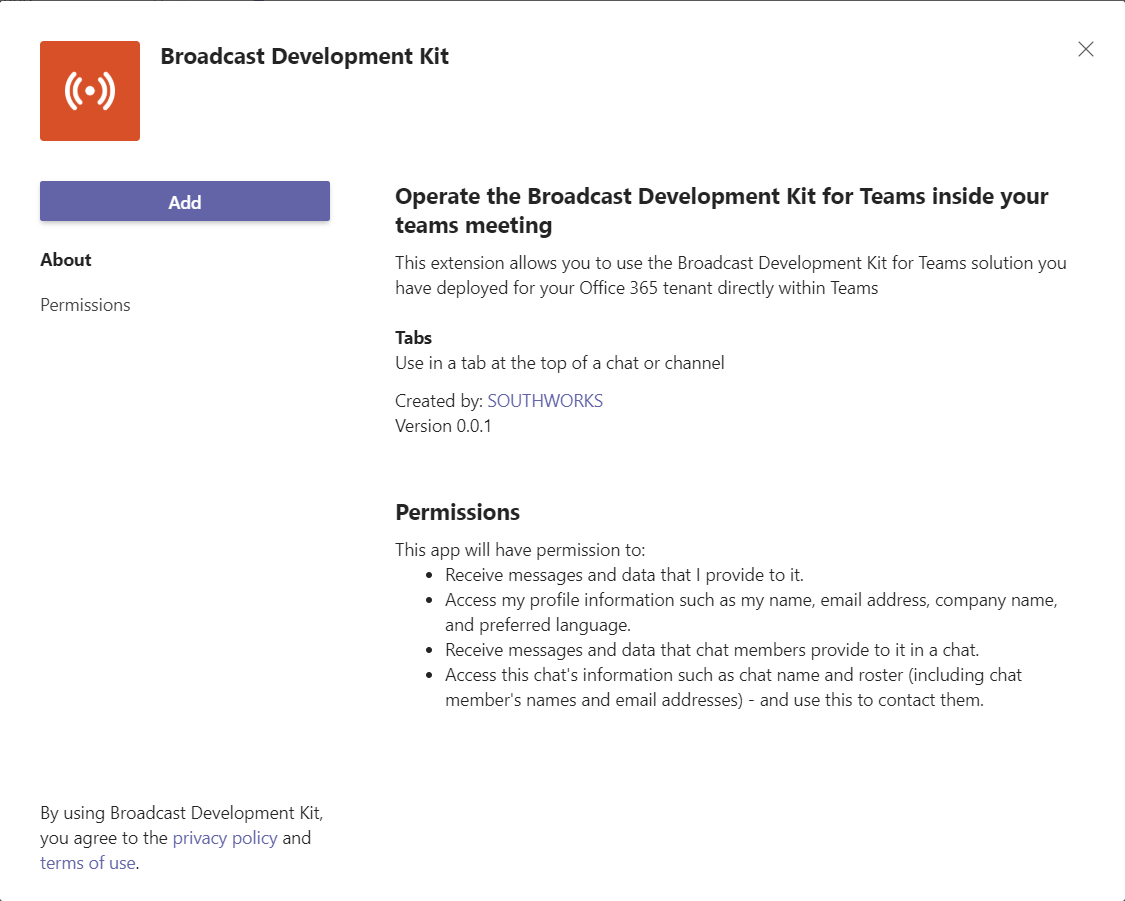 Broadcast Development Kit
Add
About
Permissions
Operate the Broadcast Development Kit for Teams inside your
teams meeting
This extension allows you to use the Broadcast Development Kit for Teams solution you
have deployed for your Office 365 tenant directly within Teams
Tabs
Use in a tab at the top of a chat or channel
Created by: SOUTHWORKS
Version 0.0.1
Permissions
This app will have permission to:
• Receive messages and data that I provide to it.
• Access my profile information such as my name, email address, company name,
and preferred language.
• Receive messages and data that chat members provide to it in a chat.
• Access this chat's information such as chat name and roster (including chat
member's names and email addresses) - and use this to contact them.
By using Broadcast Development Kit,
you agree to the privacy policy and
terms of use.